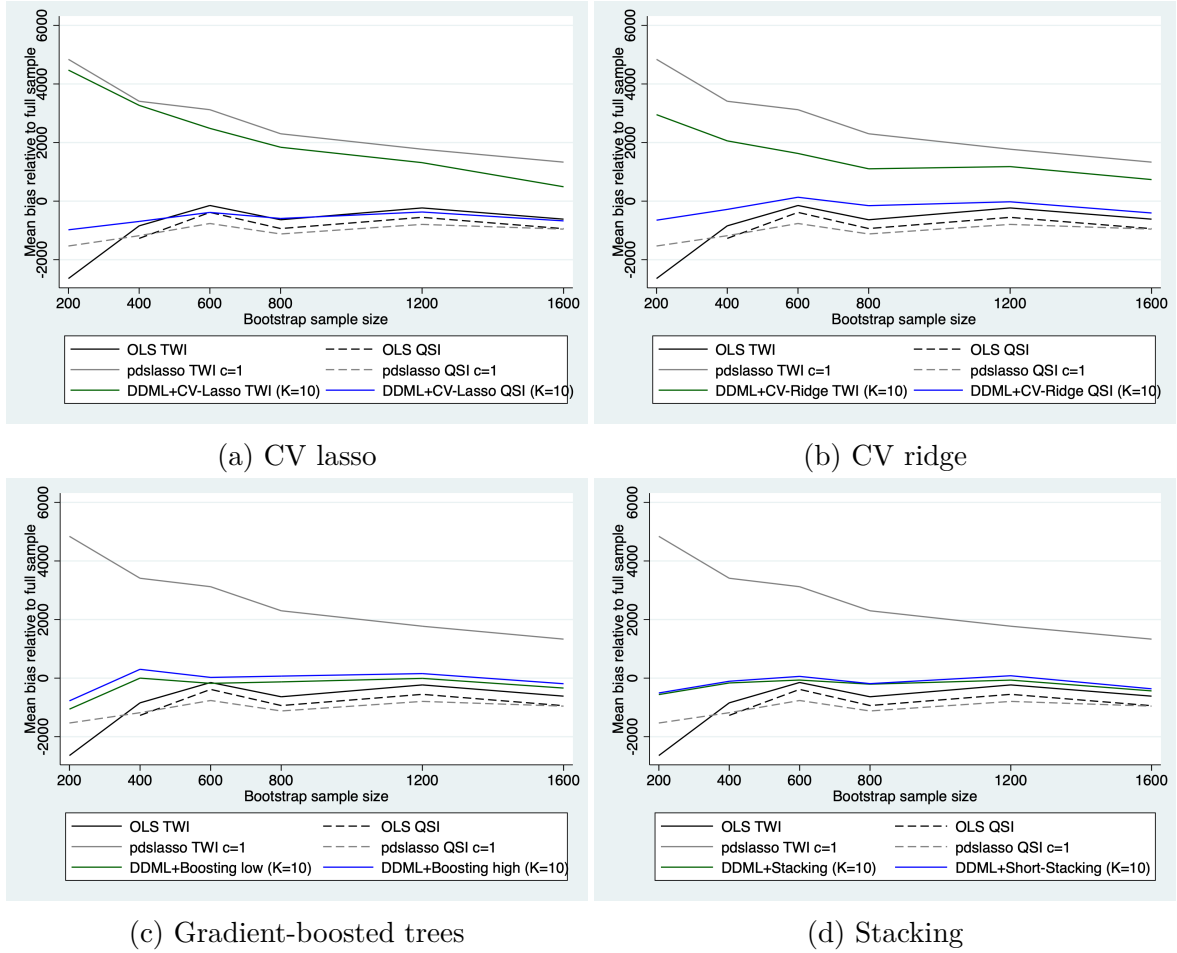 Mean bias relative to full sample
6000
4000
2000
0
-2000
200 400 600 800 1200 1600
Bootstrap sample size
OLS TWI OLS QSI
pdslasso TWI c=1 pdslasso QSI c=1
DDML+CV-Lasso TWI (K=10) DDML+CV-Lasso QSI (K=10)
(a) CV lasso
Mean bias relative to full sample
6000
4000
2000
0
-2000
200 400 600 800 1200 1600
Bootstrap sample size
OLS TWI OLS QSI
pdslasso TWI c=1 pdslasso QSI c=1
DDML+CV-Ridge TWI (K=10) DDML+CV-Ridge QSI (K=10)
(b) CV ridge
Mean bias relative to full sample
6000
4000
2000
0
-2000
200 400 600 800 1200 1600
Bootstrap sample size
OLS TWI OLS QSI
pdslasso TWI c=1 pdslasso QSI c=1
DDML+Boosting low (K=10) DDML+Boosting high (K=10)
(c) Gradient-boosted trees
Mean bias relative to full sample
6000
4000
2000
0
-2000
200 400 600 800 1200 1600
Bootstrap sample size
OLS TWI OLS QSI
pdslasso TWI c=1 pdslasso QSI c=1
DDML+Stacking (K=10) DDML+Short-Stacking (K=10)
(d) Stacking